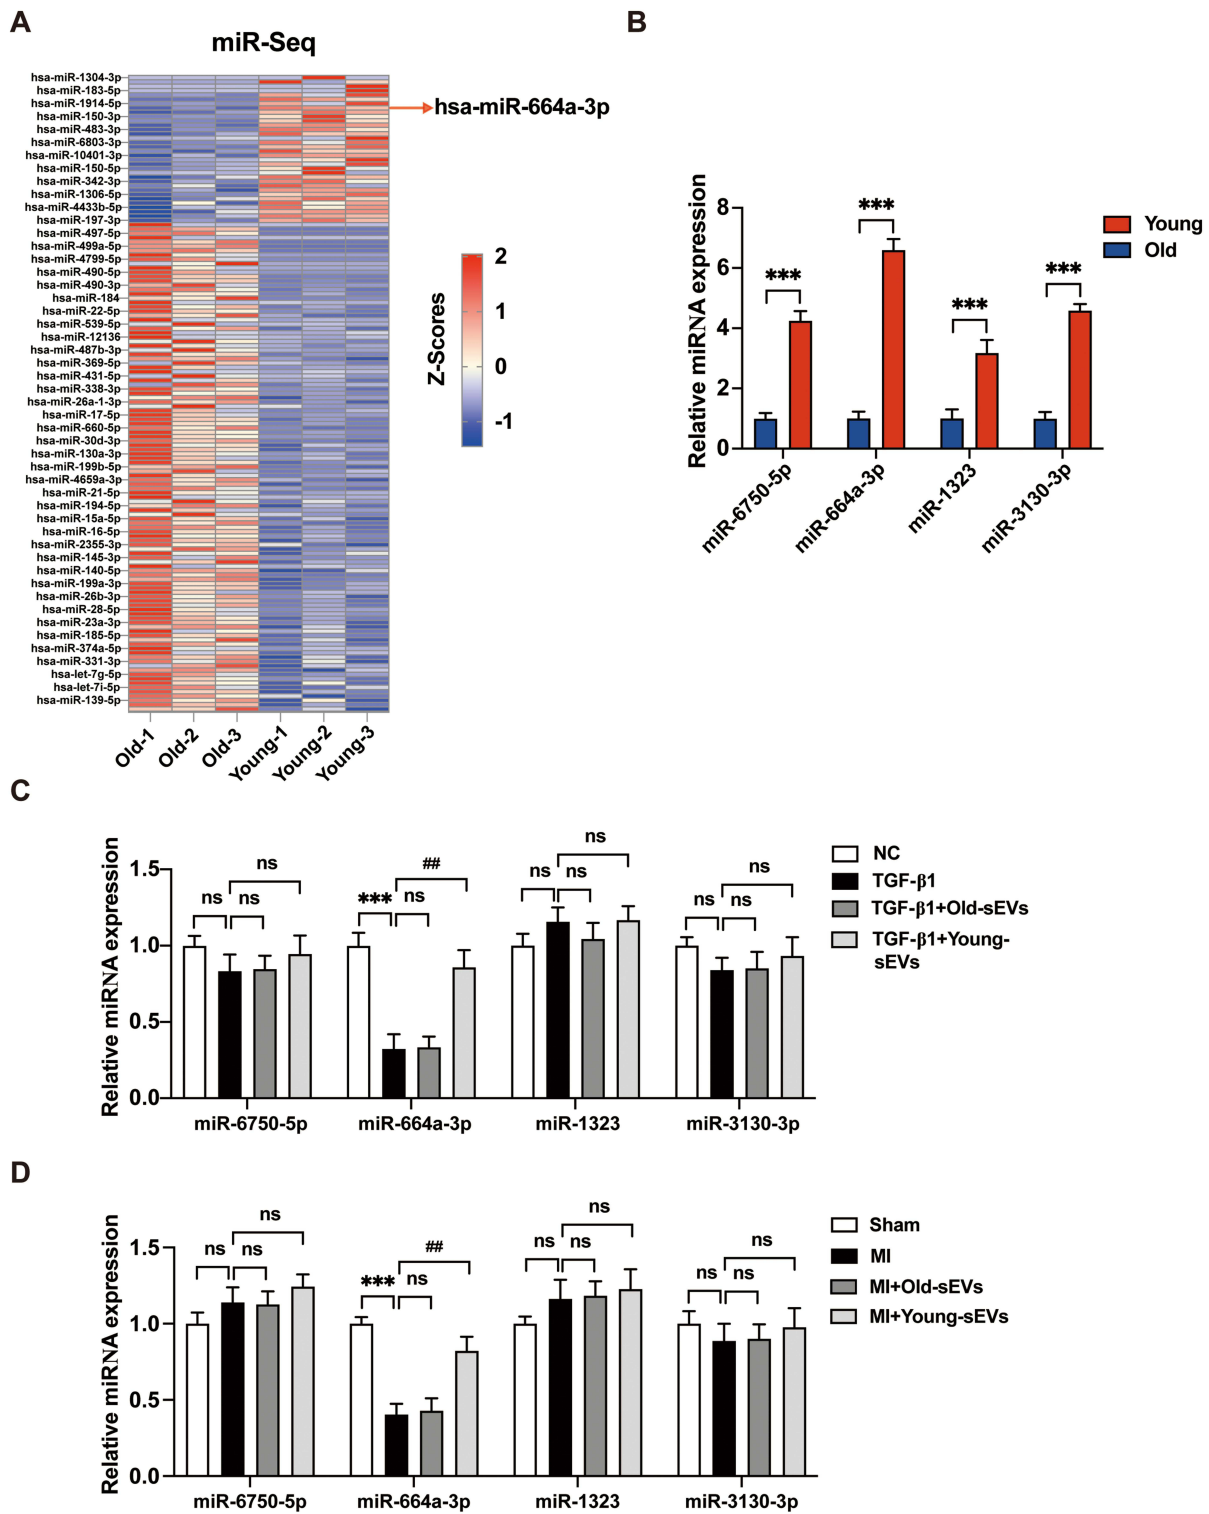 A
miR-Seq
hsa-miR-1304-3p
hsa-miR-183-5p
hsa-miR-1914-5p
hsa-miR-150-3p
hsa-miR-483-3p
hsa-miR-6803-3p
hsa-miR-10401-3p
hsa-miR-150-5p
hsa-miR-342-3p
hsa-miR-1306-5p
hsa-miR-4433b-5p
hsa-miR-197-3p
hsa-miR-497-5p
hsa-miR-499a-5p
hsa-miR-4799-5p
hsa-miR-490-5p
hsa-miR-490-3p
hsa-miR-184
hsa-miR-22-5p
hsa-miR-539-5p
hsa-miR-12136
hsa-miR-487b-3p
hsa-miR-369-5p
hsa-miR-431-5p
hsa-miR-338-3p
hsa-miR-26a-1-3p
hsa-miR-17-5p
hsa-miR-660-5p
hsa-miR-30d-3p
hsa-miR-130a-3p
hsa-miR-199b-5p
hsa-miR-4659a-3p
hsa-miR-21-5p
hsa-miR-194-5p
hsa-miR-15a-5p
hsa-miR-16-5p
hsa-miR-2355-3p
hsa-miR-145-3p
hsa-miR-140-5p
hsa-miR-199a-3p
hsa-miR-26b-3p
hsa-miR-28-5p
hsa-miR-23a-3p
hsa-miR-185-5p
hsa-miR-374a-5p
hsa-miR-331-3p
hsa-let-7g-5p
hsa-let-7i-5p
hsa-miR-139-5p
Old-1
Old-2
Old-3
Young-1
Young-2
Young-3
hsa-miR-664a-3p
Z-Scores
2
1
0
-1
B
Relative miRNA expression
8
6
4
2
0
***
***
***
***
miR-6750-5p
miR-664a-3p
miR-1323
miR-3130-3p
Young
Old
C
Relative miRNA expression
1.5
1.0
0.5
0.0
ns
ns
ns
***
ns
##
ns
ns
ns
ns
ns
ns
miR-6750-5p
miR-664a-3p
miR-1323
miR-3130-3p
NC
TGF-β1
TGF-β1+Old-sEVs
TGF-β1+Young-
sEVs
D
Relative miRNA expression
1.5
1.0
0.5
0.0
ns
ns
ns
***
ns
##
ns
ns
ns
ns
ns
ns
miR-6750-5p
miR-664a-3p
miR-1323
miR-3130-3p
Sham
MI
MI+Old-sEVs
MI+Young-sEVs